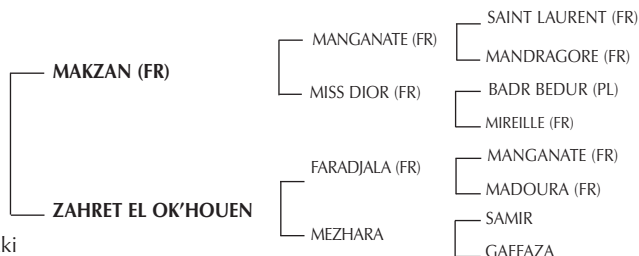 SAINT LAURENT (FR)
MANGANATE (FR)
MANDRAGORE (FR)
MAKZAN (FR)
BADR BEDUR (PL)
MISS DIOR (FR)
MIREILLE (FR)
MANGANATE (FR)
FARADJALA (FR)
MADOURA (FR)
ZAHRET EL OK'HOUEN
SAMIR
MEZHARA
ki
GAFFAZA